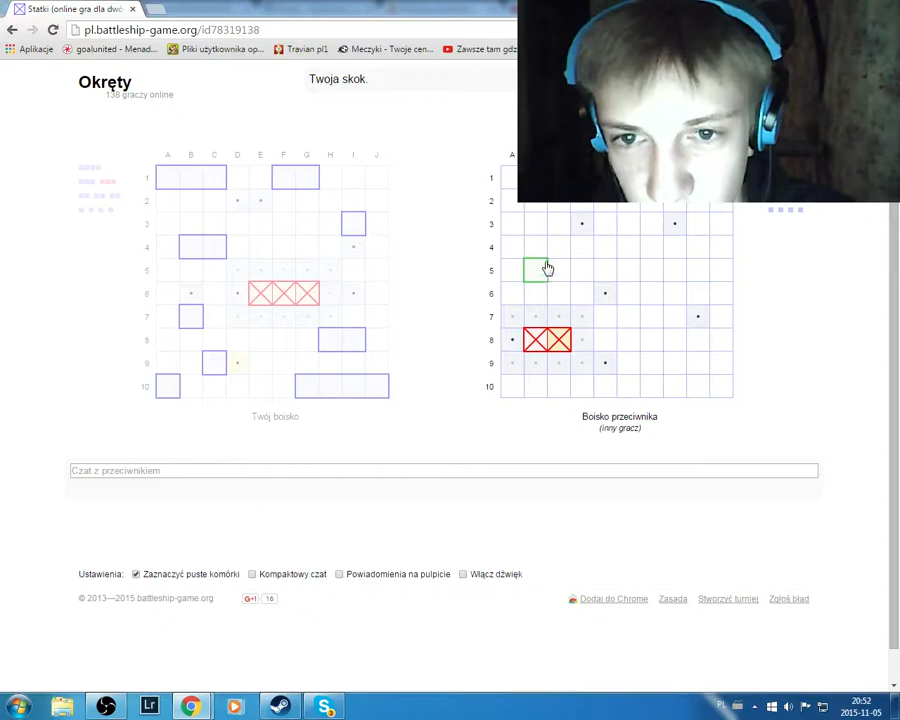 Statki (online gra dla dwó
pl.battleship-game.org/id78319138
Aplikacje goalunited - Menad... Pliki użytkownika op... Travian pl1 Meczyki - Twoje cen... Zawsze tam gdz
Okręty
138 graczy online
Twoja skok.
A B C D E F G H I J
1
2
3
4
5
6
7
8
9
10
Twój boisko
A
1
2
3
4
5
6
7
8
9
10
Boisko przeciwnika
(inny gracz)
Czat z przeciwnikiem
Ustawienia: Zaznaczyć puste komórki Kompaktowy czat Powiadomienia na pulpicie Włącz dźwięk
© 2013—2015 battleship-game.org G+1 16 Dodaj do Chrome Zasada Stworzyć turniej Zgłoś błąd
Lr
PL 20:52
2015-11-05